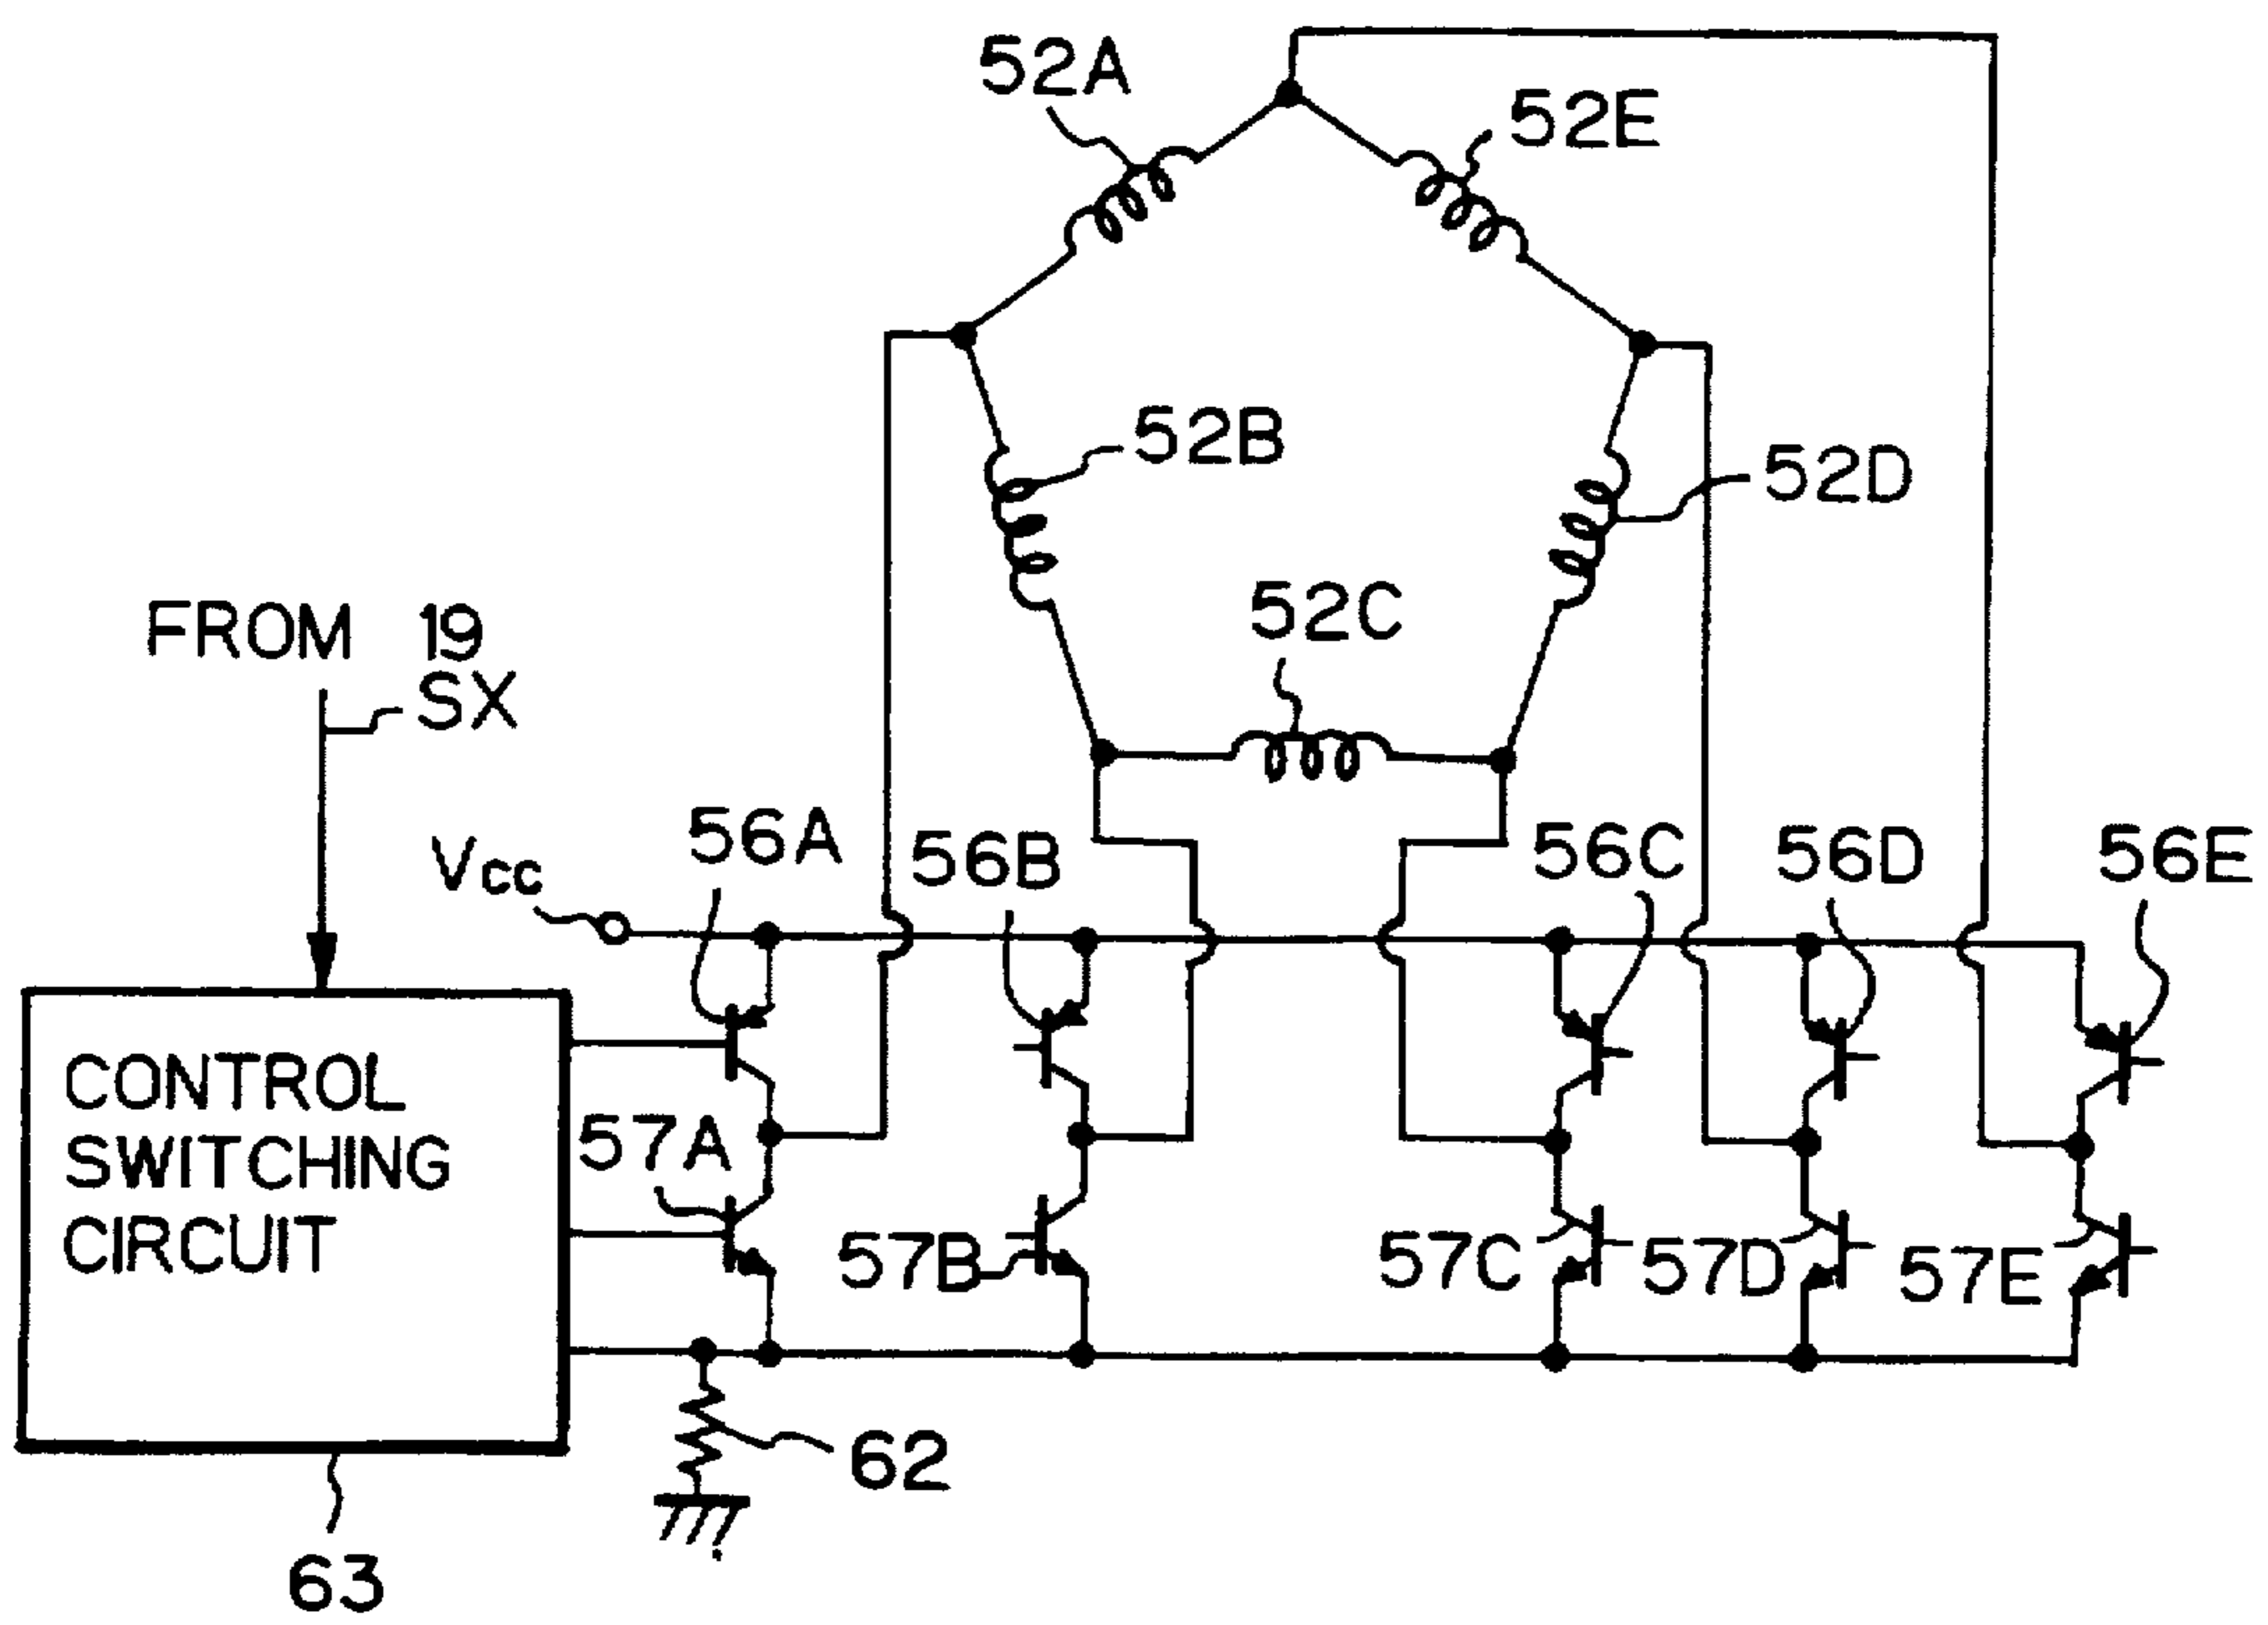 52A
52E
52B
52D
52C
FROM 19
SX
Vcc
56A
56B
56C
56D
56E
CONTROL
SWITCHING
CIRCUIT
57A
57B
57C
57D
57E
62
63